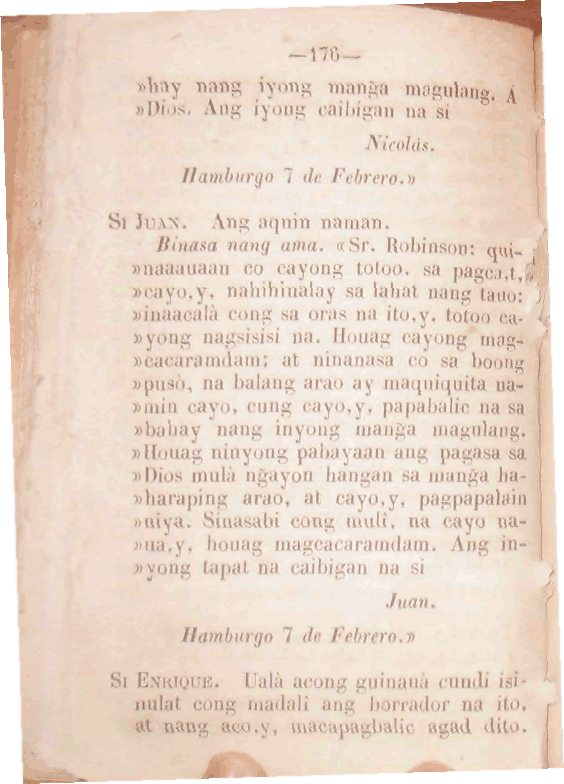 —176—
»hay nang iyong manga̋ magulang. Á
»Dios. Ang iyong caibigan na si
Nicolás.
Hamburgo 7 de Febrero.»
SI JUAN. Ang aquin naman.
Binasa nang ama. «Sr. Robinson: qui-
»naaauaan co cayong totoo, sa pagca,t,
»cayo,y, nahihiualay sa lahat nang tauo:
»inaacalà cong sa oras na ito,y, totoo ca-
»yong nagsisisi na. Houag cayong mag-
»cacaramdam; at ninanasa co sa boong
»pusò, na balang arao ay maquiquita na-
»min cayo, cung cayo,y, papabalic na sa
»bahay nang inyong mang̃a magulang.
»Houag ninyong pabayaan ang pagasa sa
»Dios mulà ng̃ayon hangan sa mang̃a ha-
»haraping arao, at cayo,y, pagpapalain
»niya. Sinasabi cong mulî, na cayo na-
»ua,y, houag magcacaramdam. Ang in-
»yong tapat na caibigan na si
Juan.
Hamburgo 7 de Febrero.»
SI ENRIQUE. Ualà acong guinauà cundi isi-
nulat cong madali ang borrador na ito,
at nang aco,y, macapagbalic agad dito.